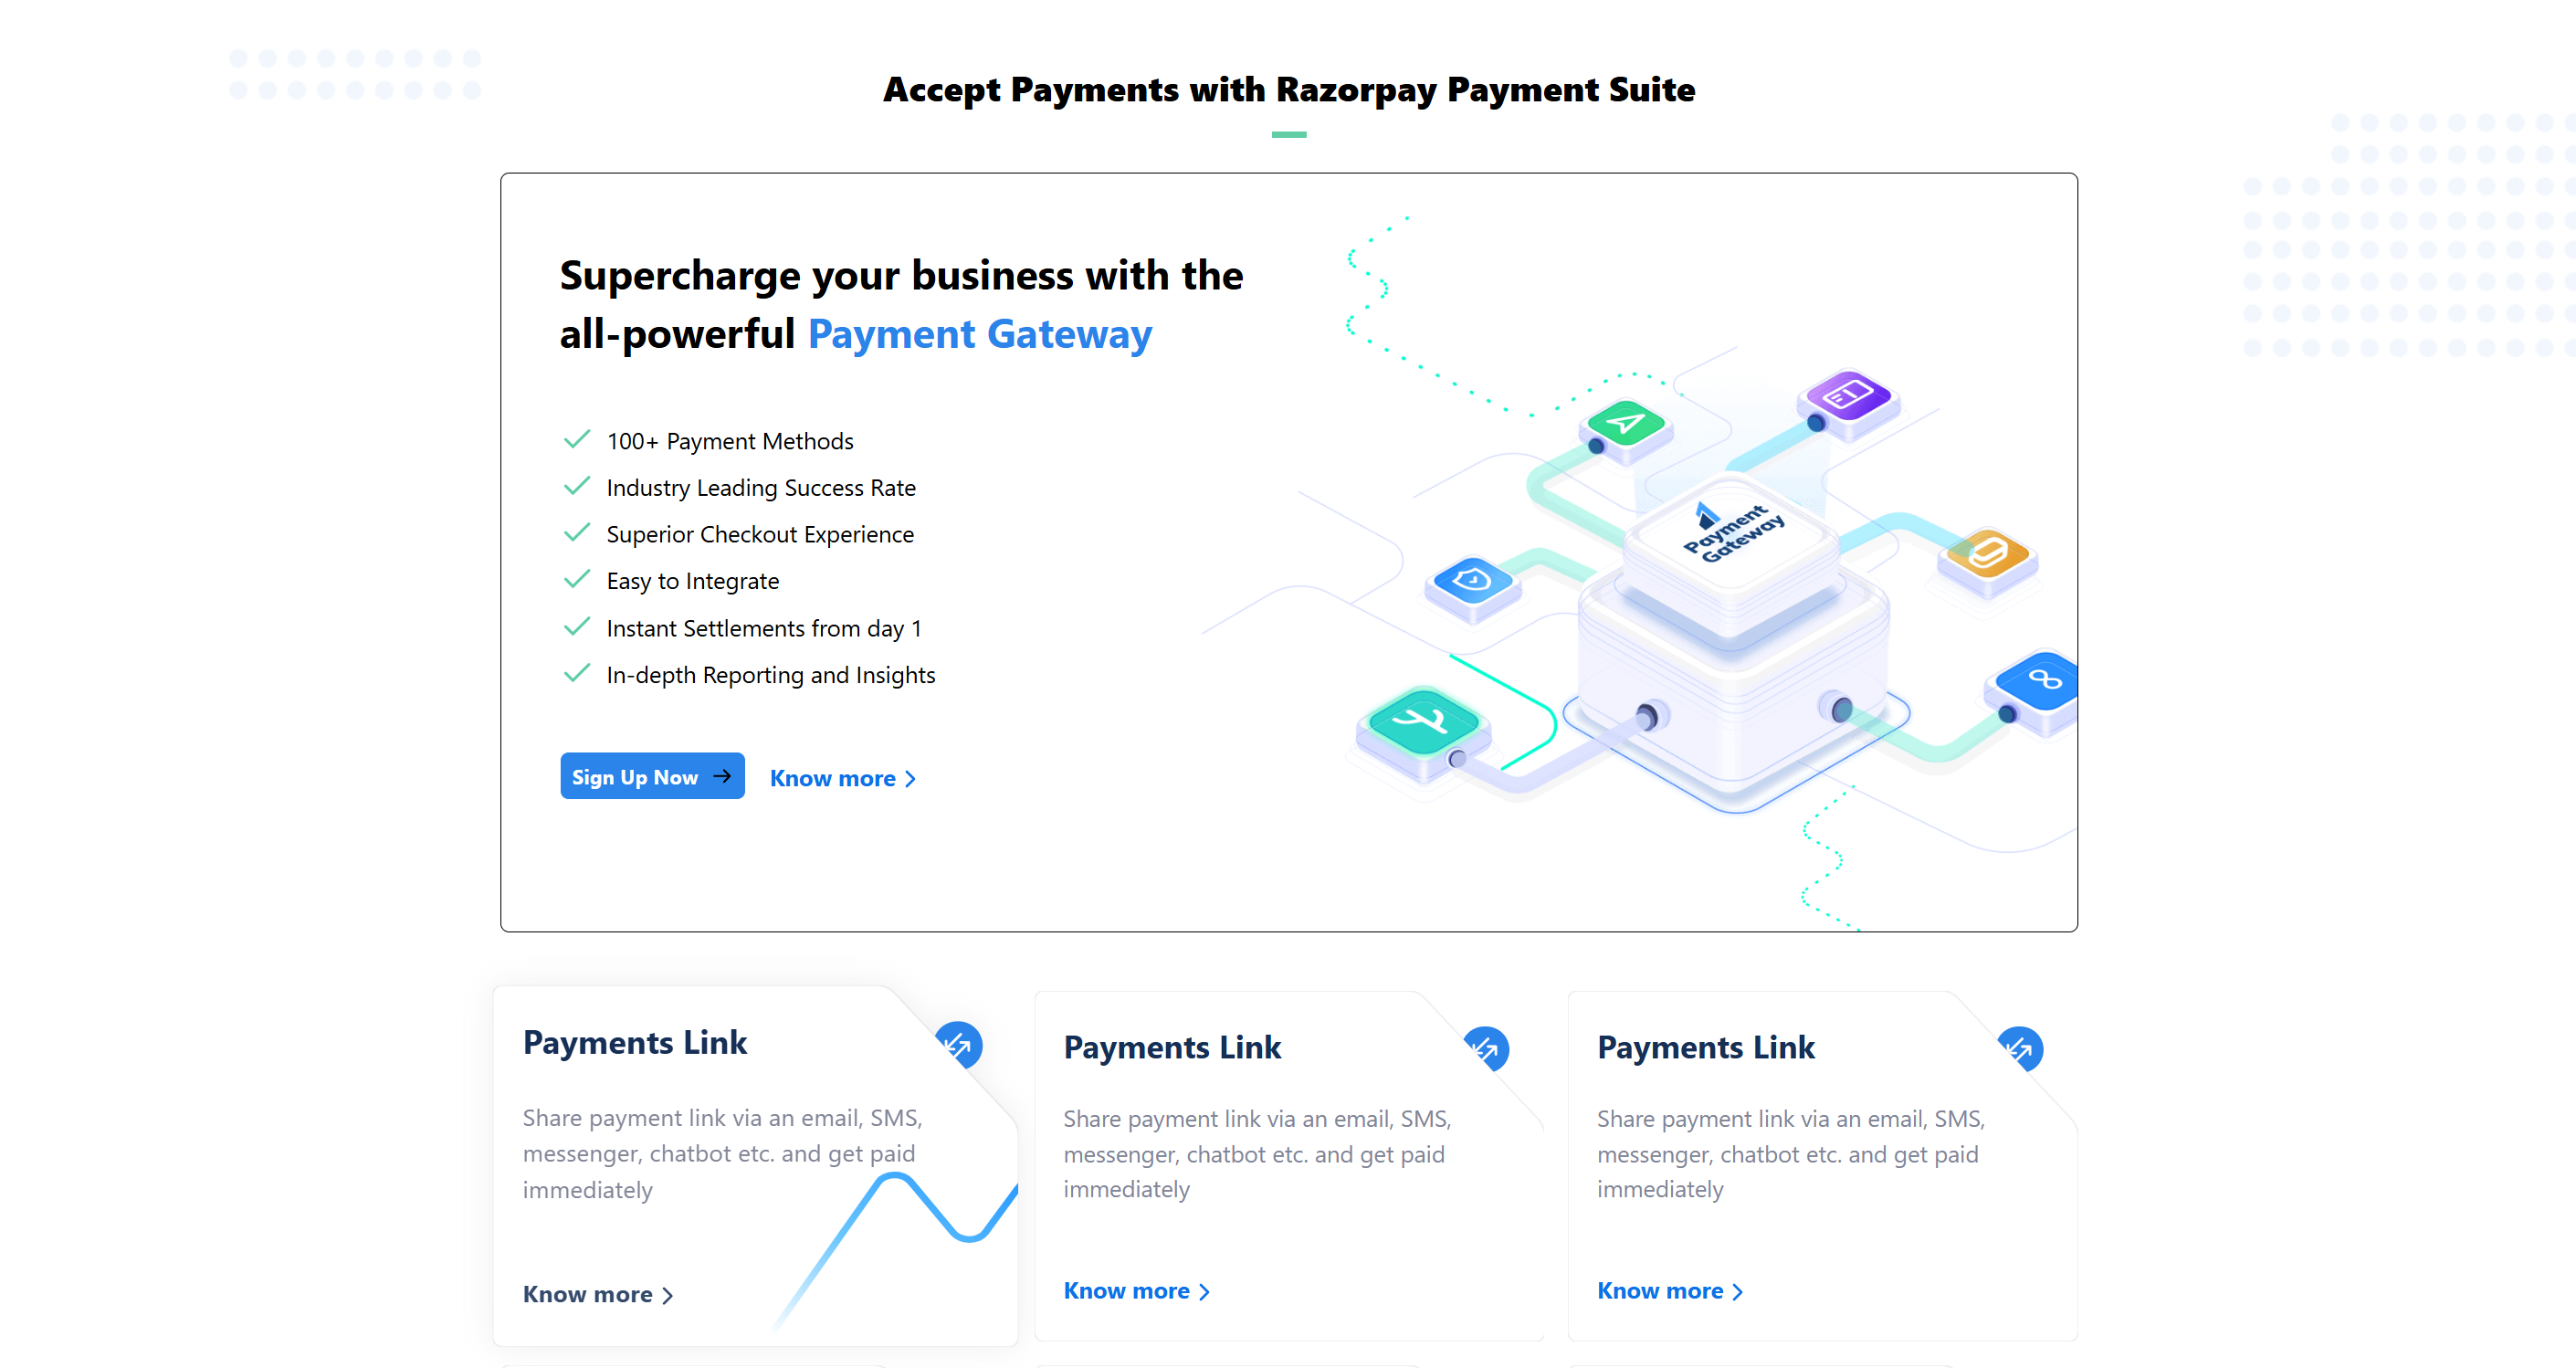 Accept Payments with Razorpay Payment Suite
Supercharge your business with the
all-powerful Payment Gateway
100+ Payment Methods
Industry Leading Success Rate
Superior Checkout Experience
Easy to Integrate
Instant Settlements from day 1
In-depth Reporting and Insights
Sign Up Now
Know more
Payment
Gateway
Payments Link
Share payment link via an email, SMS,
messenger, chatbot etc. and get paid
immediately
Know more
Payments Link
Share payment link via an email, SMS,
messenger, chatbot etc. and get paid
immediately
Know more
Payments Link
Share payment link via an email, SMS,
messenger, chatbot etc. and get paid
immediately
Know more